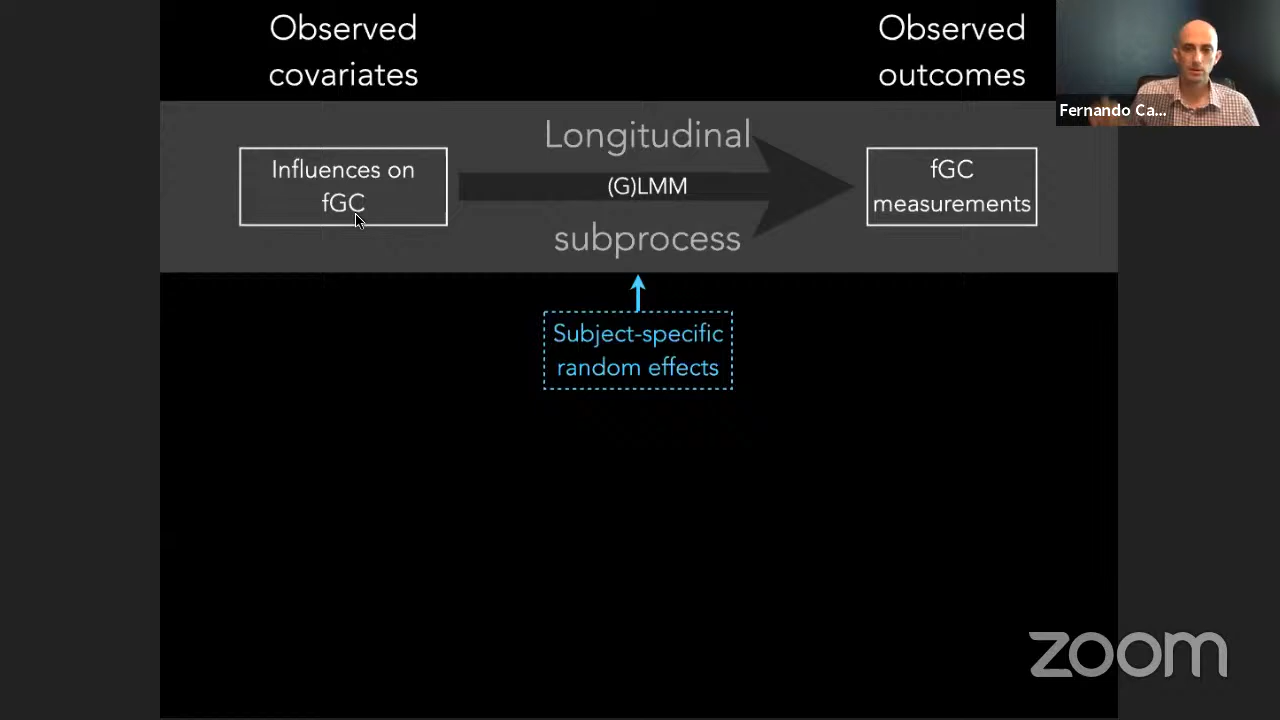 Observed
covariates
Observed
outcomes
Fernando Ca...
Longitudinal
Influences on
fGC
(G)LMM
fGC
measurements
subprocess
Subject-specific
random effects
zoom